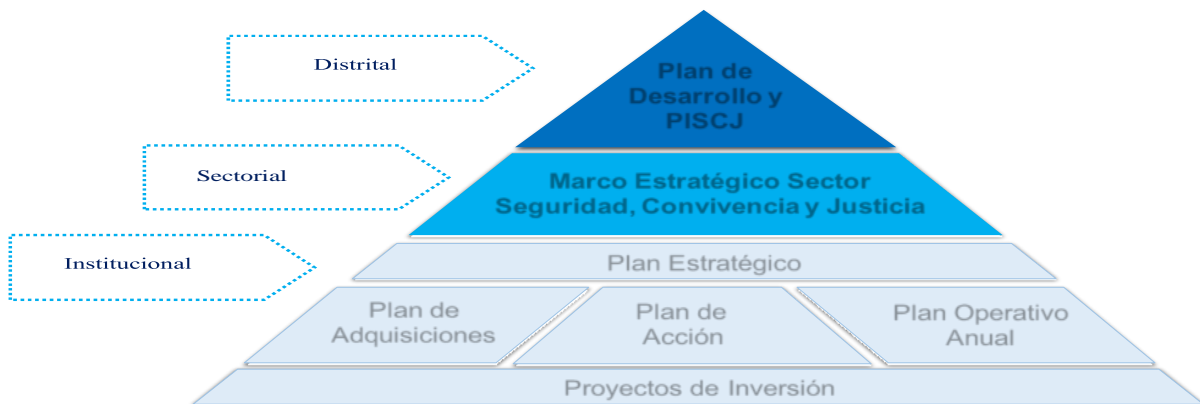 Distrital
Plan de
Desarrollo y
PISCJ
Sectorial
Marco Estratégico Sector
Seguridad, Convivencia y Justicia
Institucional
Plan Estratégico
Plan de
Adquisiciones
Plan de
Acción
Plan Operativo
Anual
Proyectos de Inversión